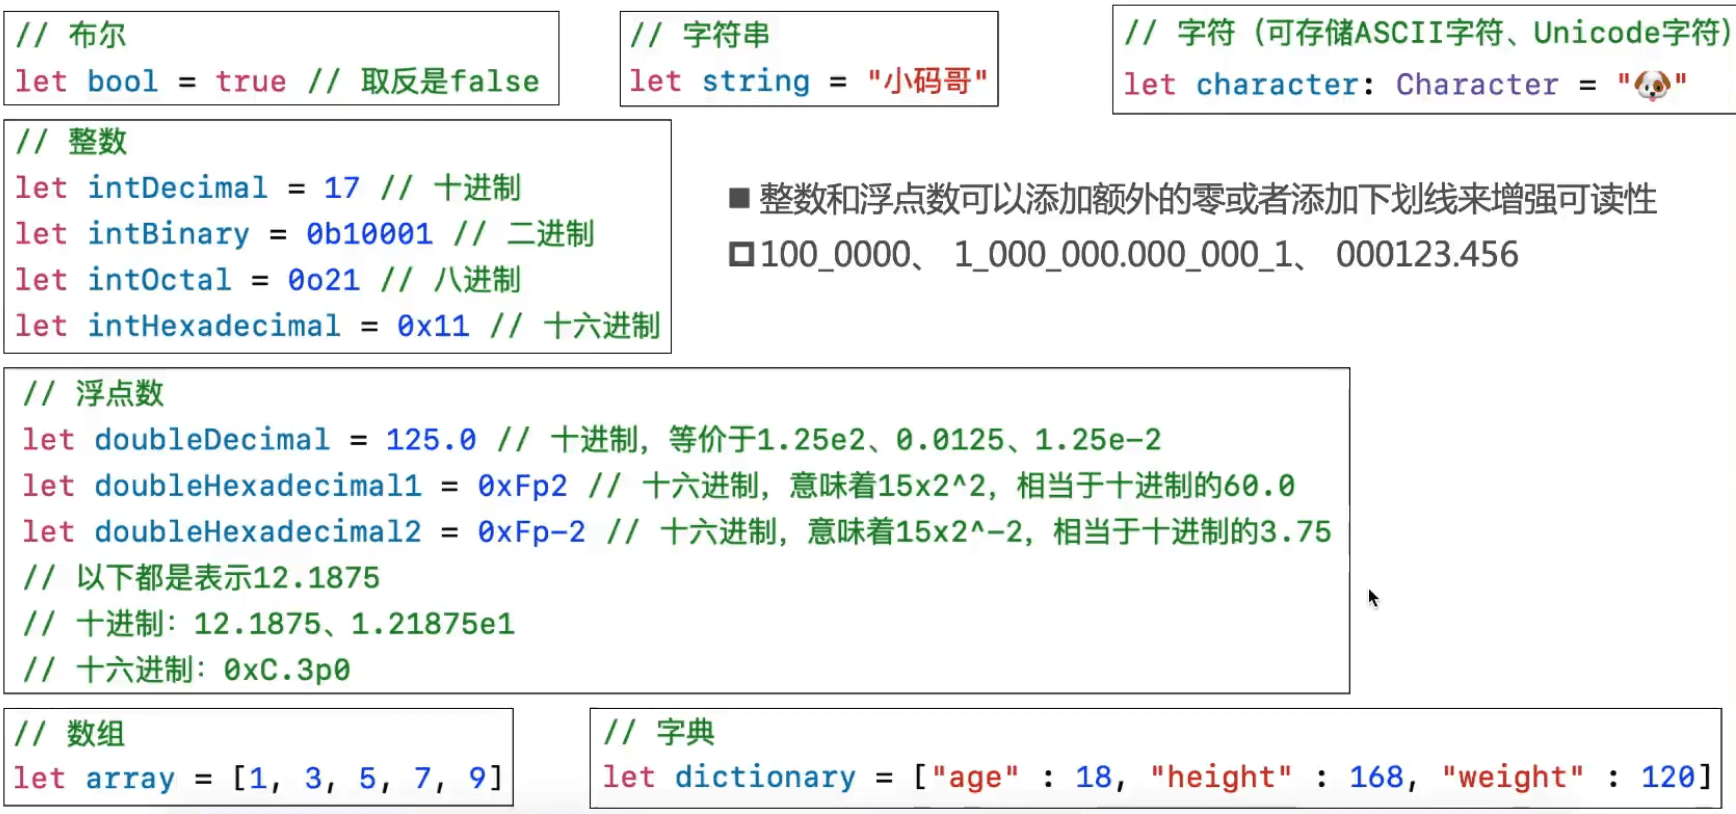 // 布尔
let bool = true // 取反是false
// 字符串
let string = "小码哥"
// 字符（可存储ASCII字符、Unicode字符）
let character: Character = "🐶"
// 整数
let intDecimal = 17 // 十进制
let intBinary = 0b10001 // 二进制
let intOctal = 0o21 // 八进制
let intHexadecimal = 0x11 // 十六进制
■ 整数和浮点数可以添加额外的零或者添加下划线来增强可读性
100_0000、 1_000_000.000_000_1、 000123.456
// 浮点数
let doubleDecimal = 125.0 // 十进制，等价于1.25e2、0.0125、1.25e-2
let doubleHexadecimal1 = 0xFp2 // 十六进制，意味着15x2^2，相当于十进制的60.0
let doubleHexadecimal2 = 0xFp-2 // 十六进制，意味着15x2^-2，相当于十进制的3.75
// 以下都是表示12.1875
// 十进制：12.1875、1.21875e1
// 十六进制：0xC.3p0
// 数组
let array = [1, 3, 5, 7, 9]
// 字典
let dictionary = ["age" : 18, "height" : 168, "weight" : 120]